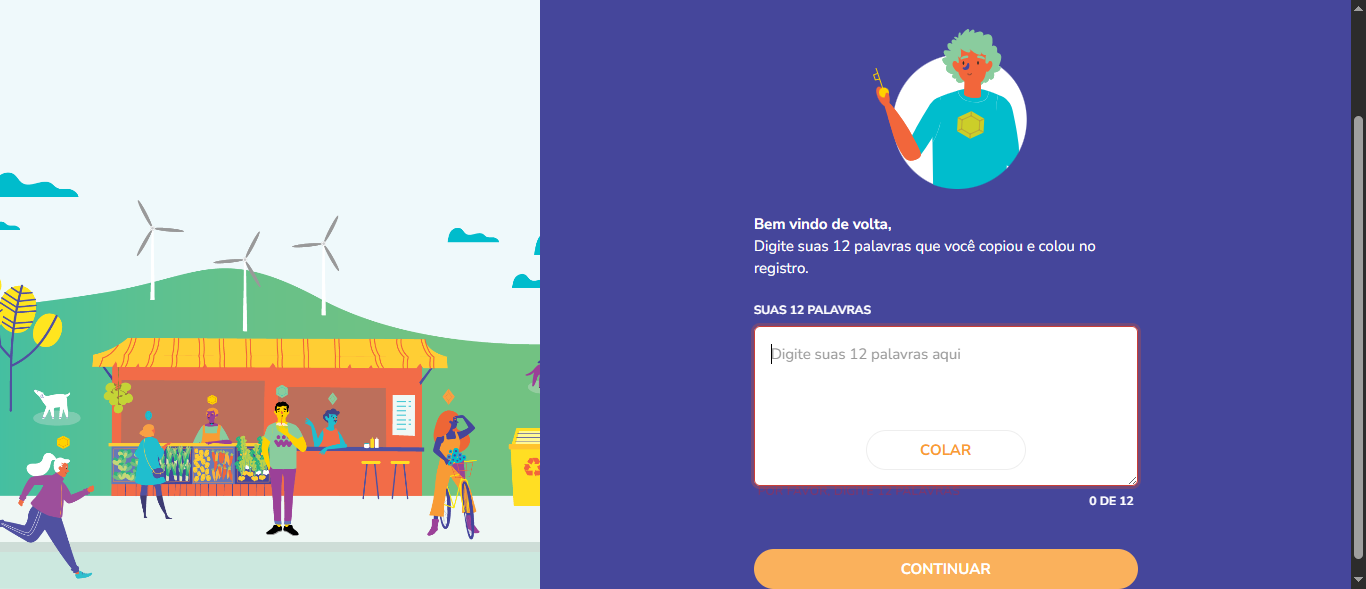 Bem vindo de volta,
Digite suas 12 palavras que você copiou e colou no
registro.
SUAS 12 PALAVRAS
Digite suas 12 palavras aqui
COLAR
0 DE 12
CONTINUAR